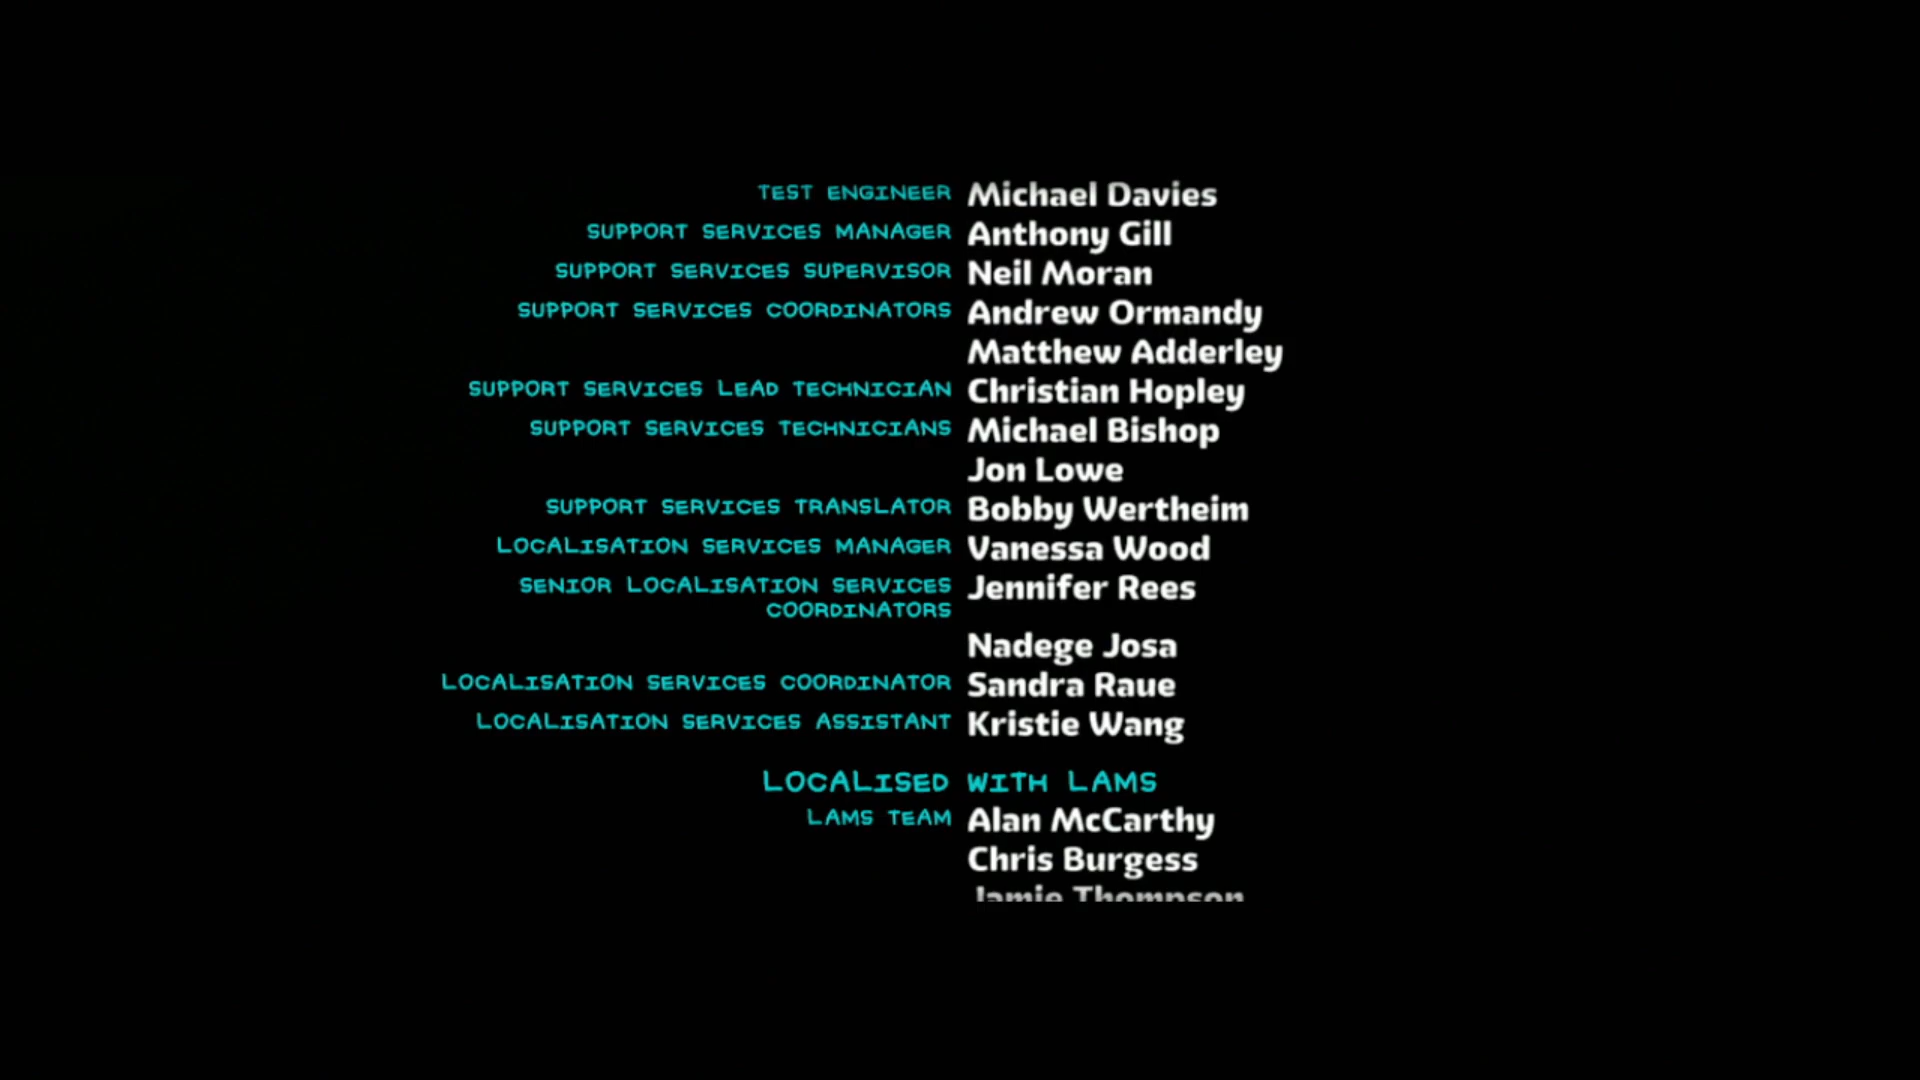 TEST ENGINEER Michael Davies
SUPPORT SERVICES MANAGER Anthony Gill
SUPPORT SERVICES SUPERVISOR Neil Moran
SUPPORT SERVICES COORDINATORS Andrew Ormandy
Matthew Adderley
SUPPORT SERVICES LEAD TECHNICIAN Christian Hopley
SUPPORT SERVICES TECHNICIANS Michael Bishop
Jon Lowe
SUPPORT SERVICES TRANSLATOR Bobby Wertheim
LOCALISATION SERVICES MANAGER Vanessa Wood
SENIOR LOCALISATION SERVICES Jennifer Rees
COORDINATORS
Nadege Josa
LOCALISATION SERVICES COORDINATOR Sandra Raue
LOCALISATION SERVICES ASSISTANT Kristie Wang
LOCALISED WITH LAMS
LAMS TEAM Alan McCarthy
Chris Burgess
Jamie Thompson